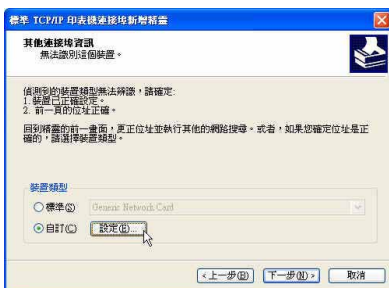 標準 TCP/IP 印表機連接埠新增精靈
其他連接埠資訊
無法識別這個裝置。
偵測到的裝置類型無法辨識，請確定:
1. 裝置已正確設定。
2. 前一頁的位址正確。
回到精靈的前一畫面，更正位址並執行其他的網路搜尋。或者，如果您確定位址是正
確的，請選擇裝置類型。
裝置類型
標準(S) Generic Network Card
自訂(C) 設定(E)...
<上一步(B) 下一步(N)> 取消